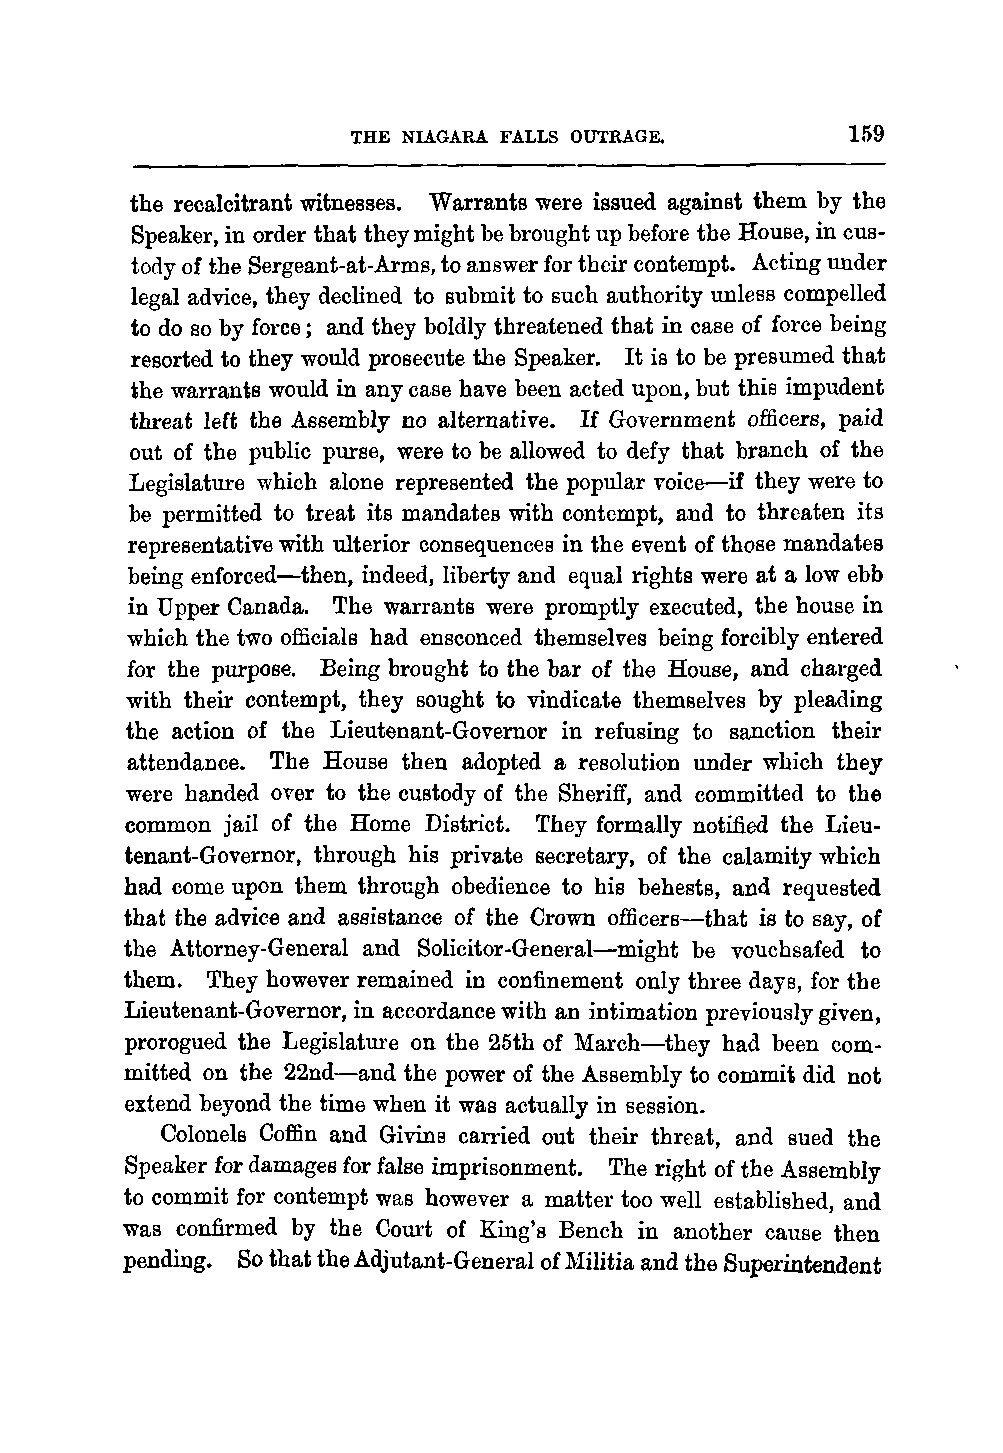 THE NIAGARA FALLS OUTRAGE. 159
the recalcitrant witnesses. Warrants were issued against them by the
Speaker, in order that they might be brought up before the House, in cus-
tody of the Sergeant-at-Arms, to answer for their contempt. Acting under
legal advice, they declined to submit to such authority unless compelled
to do so by force; and they boldly threatened that in case of force being
resorted to they would prosecute the Speaker. It is to be presumed that
the warrants would in any case have been acted upon, but this impudent
threat left the Assembly no alternative. If Government officers, paid
out of the public purse, were to be allowed to defy that branch of the
Legislature which alone represented the popular voice—if they were to
be permitted to treat its mandates with contempt, and to threaten its
representative with ulterior consequences in the event of those mandates
being enforced—then, indeed, liberty and equal rights were at a low ebb
in Upper Canada. The warrants were promptly executed, the house in
which the two officials had ensconced themselves being forcibly entered
for the purpose. Being brought to the bar of the House, and charged
with their contempt, they sought to vindicate themselves by pleading
the action of the Lieutenant-Governor in refusing to sanction their
attendance. The House then adopted a resolution under which they
were handed over to the custody of the Sheriff, and committed to the
common jail of the Home District. They formally notified the Lieu-
tenant-Governor, through his private secretary, of the calamity which
had come upon them through obedience to his behests, and requested
that the advice and assistance of the Crown officers—that is to say, of
the Attorney-General and Solicitor-General—might be vouchsafed to
them. They however remained in confinement only three days, for the
Lieutenant-Governor, in accordance with an intimation previously given,
prorogued the Legislature on the 25th of March—they had been com-
mitted on the 22nd—and the power of the Assembly to commit did not
extend beyond the time when it was actually in session.
Colonels Coffin and Givins carried out their threat, and sued the
Speaker for damages for false imprisonment. The right of the Assembly
to commit for contempt was however a matter too well established, and
was confirmed by the Court of King's Bench in another cause then
pending. So that the Adjutant-General of Militia and the Superintendent